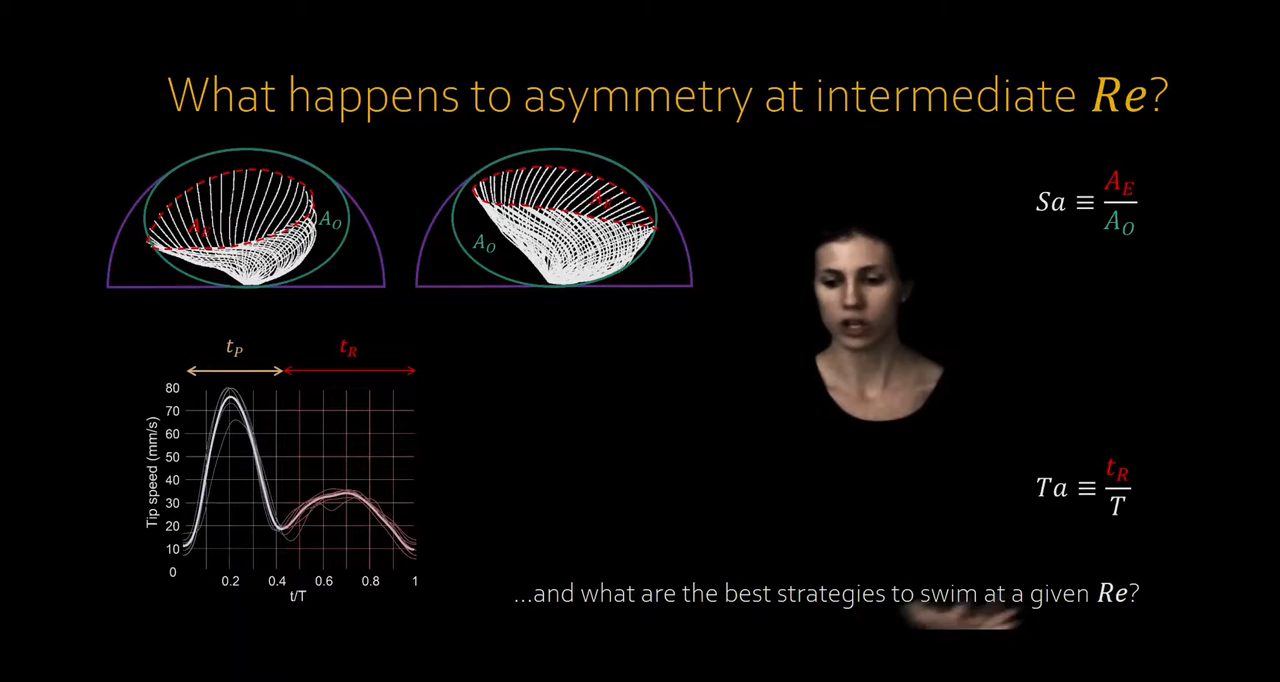 What happens to asymmetry at intermediate Re?
A_E
A_O
A_O
A_E
Sa ≡ A_E / A_O
t_P
t_R
80
70
60
50
40
30
20
10
0
Tip speed (mm/s)
0.2 0.4 0.6 0.8 1
t/T
Ta ≡ t_R / T
...and what are the best strategies to swim at a given Re?